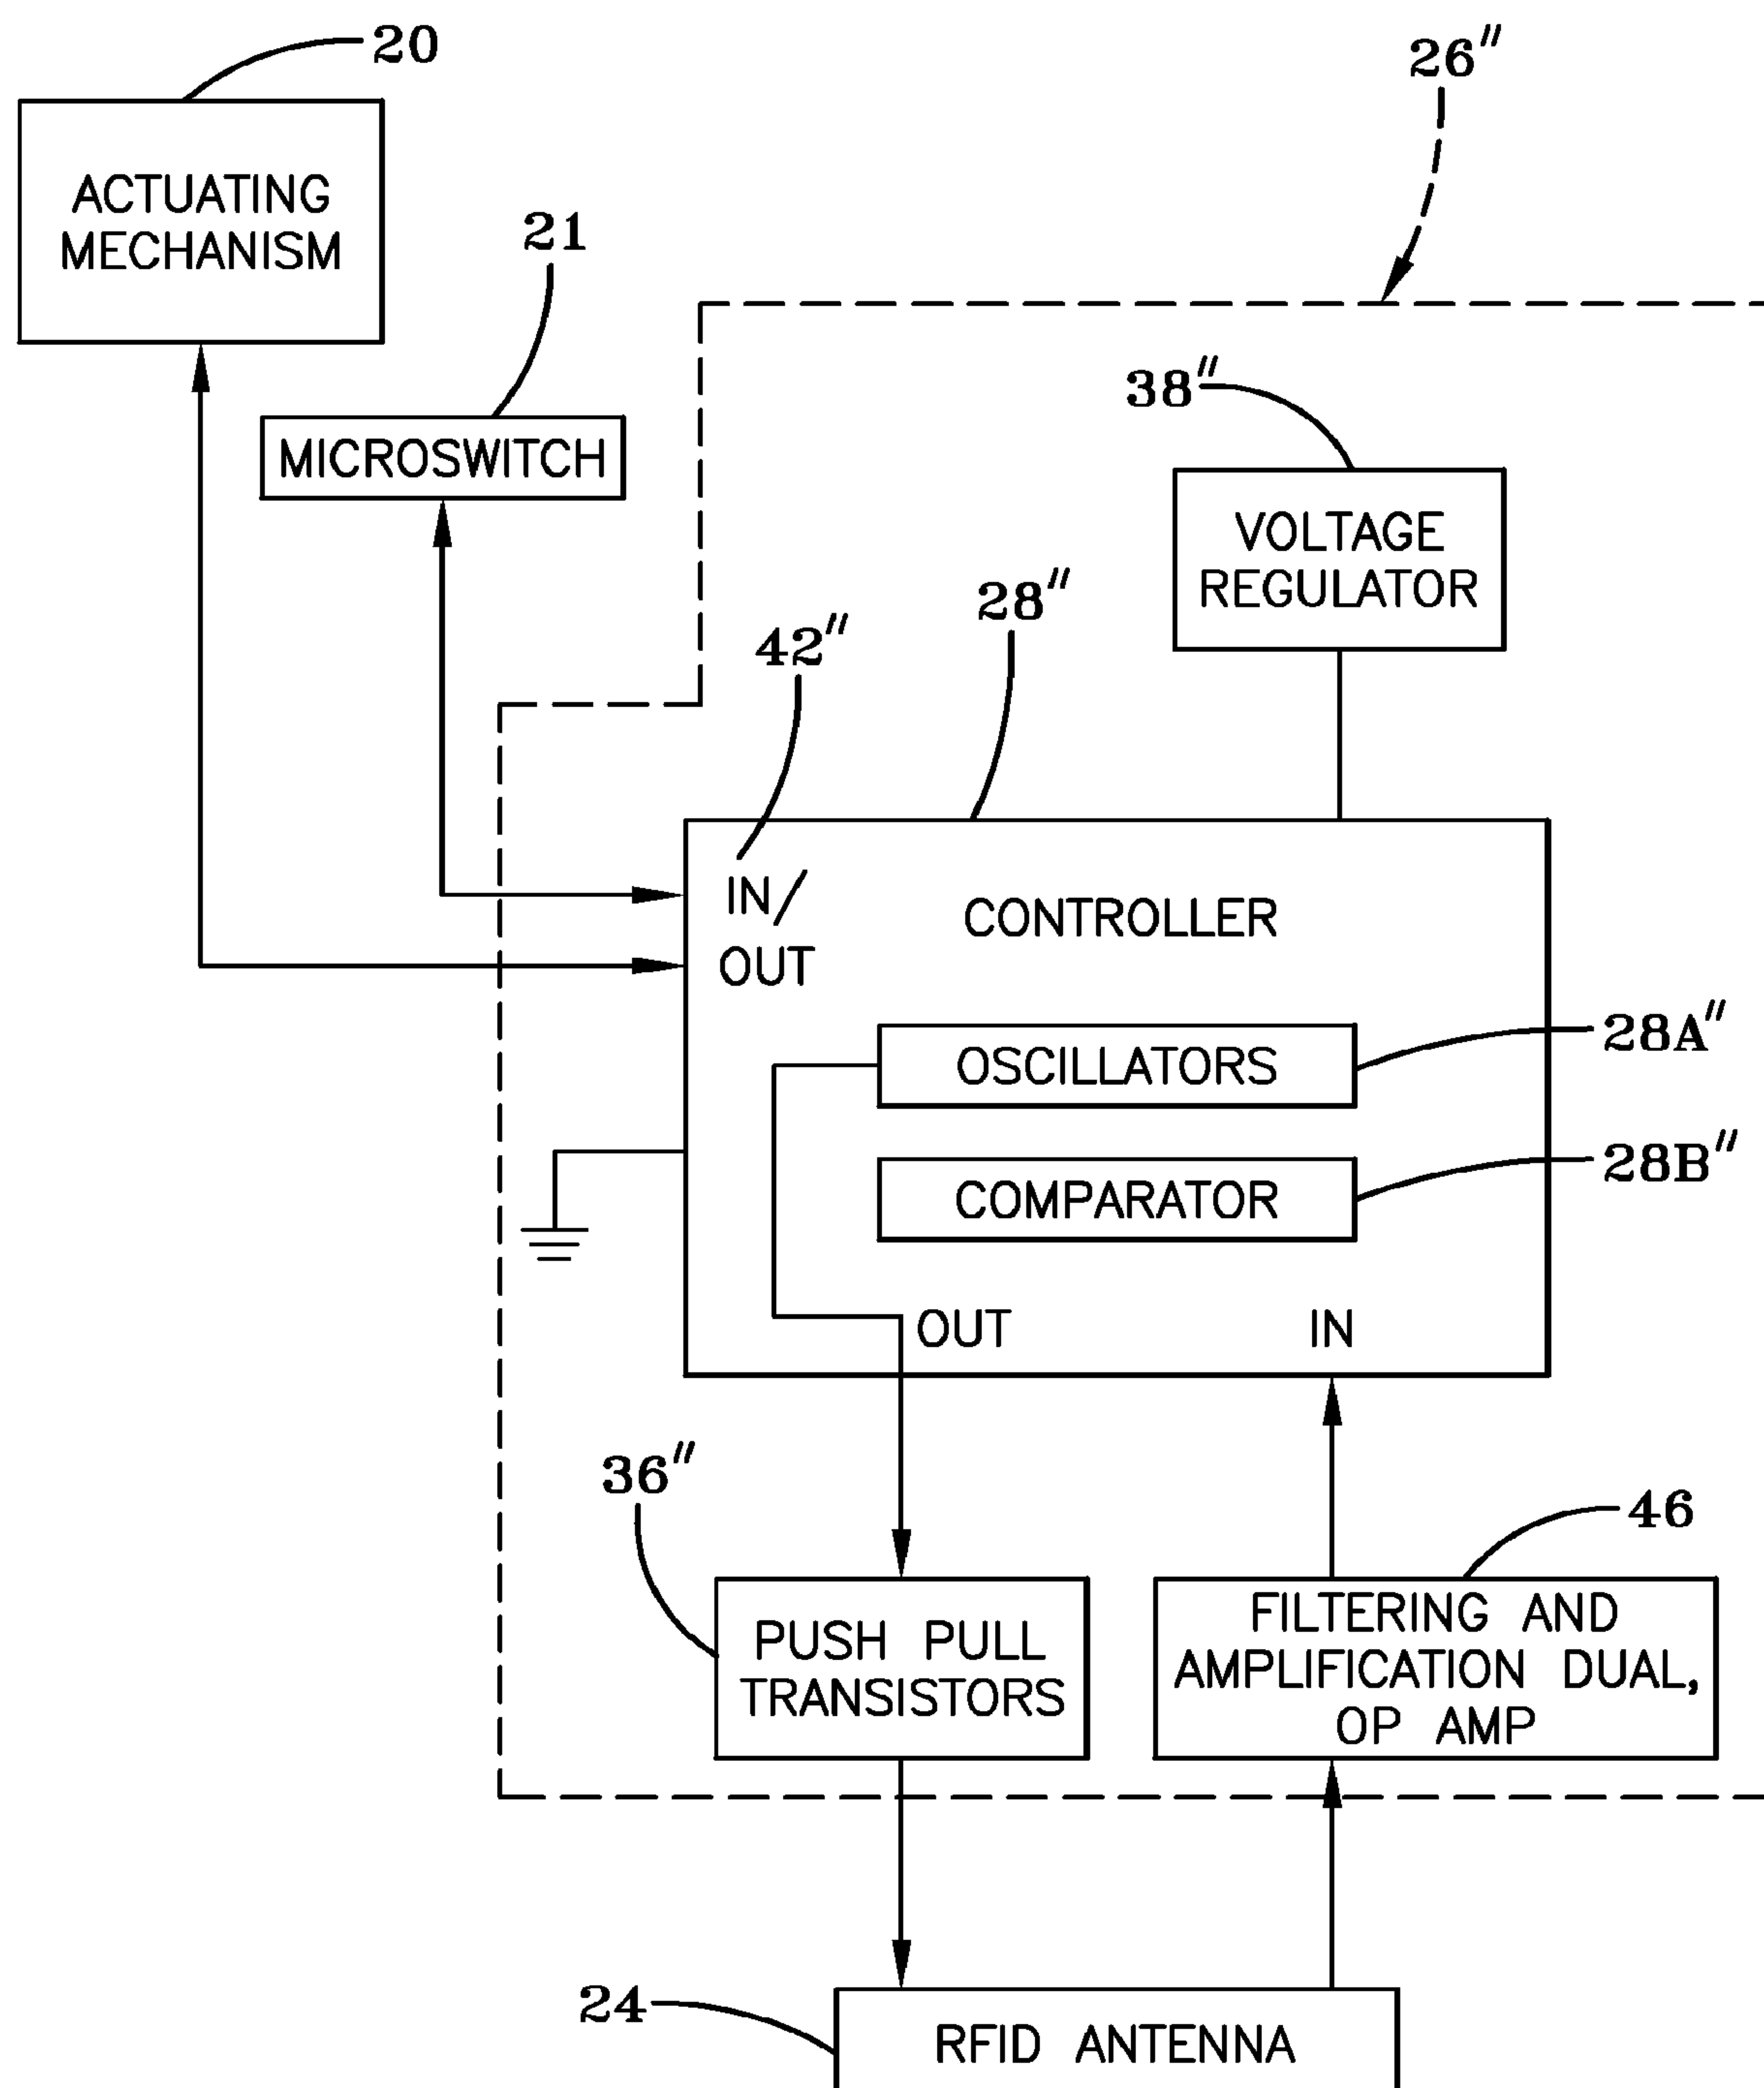 20
26"
ACTUATING
MECHANISM
21
38"
MICROSWITCH
VOLTAGE
REGULATOR
28"
42"
IN/
OUT
CONTROLLER
28A"
OSCILLATORS
28B"
COMPARATOR
OUT
IN
36"
46
PUSH PULL
TRANSISTORS
FILTERING AND
AMPLIFICATION DUAL,
OP AMP
24
RFID ANTENNA